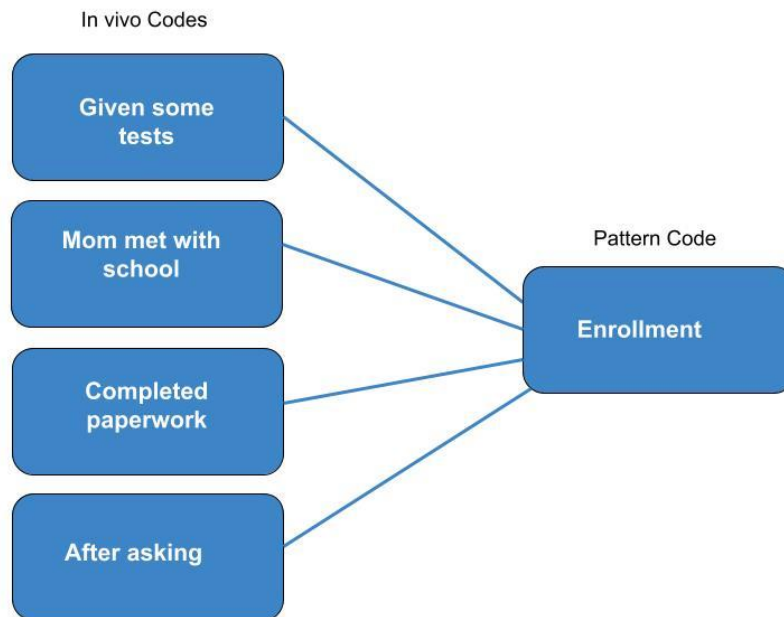 In vivo Codes
Given some
tests
Mom met with
school
Pattern Code
Enrollment
Completed
paperwork
After asking